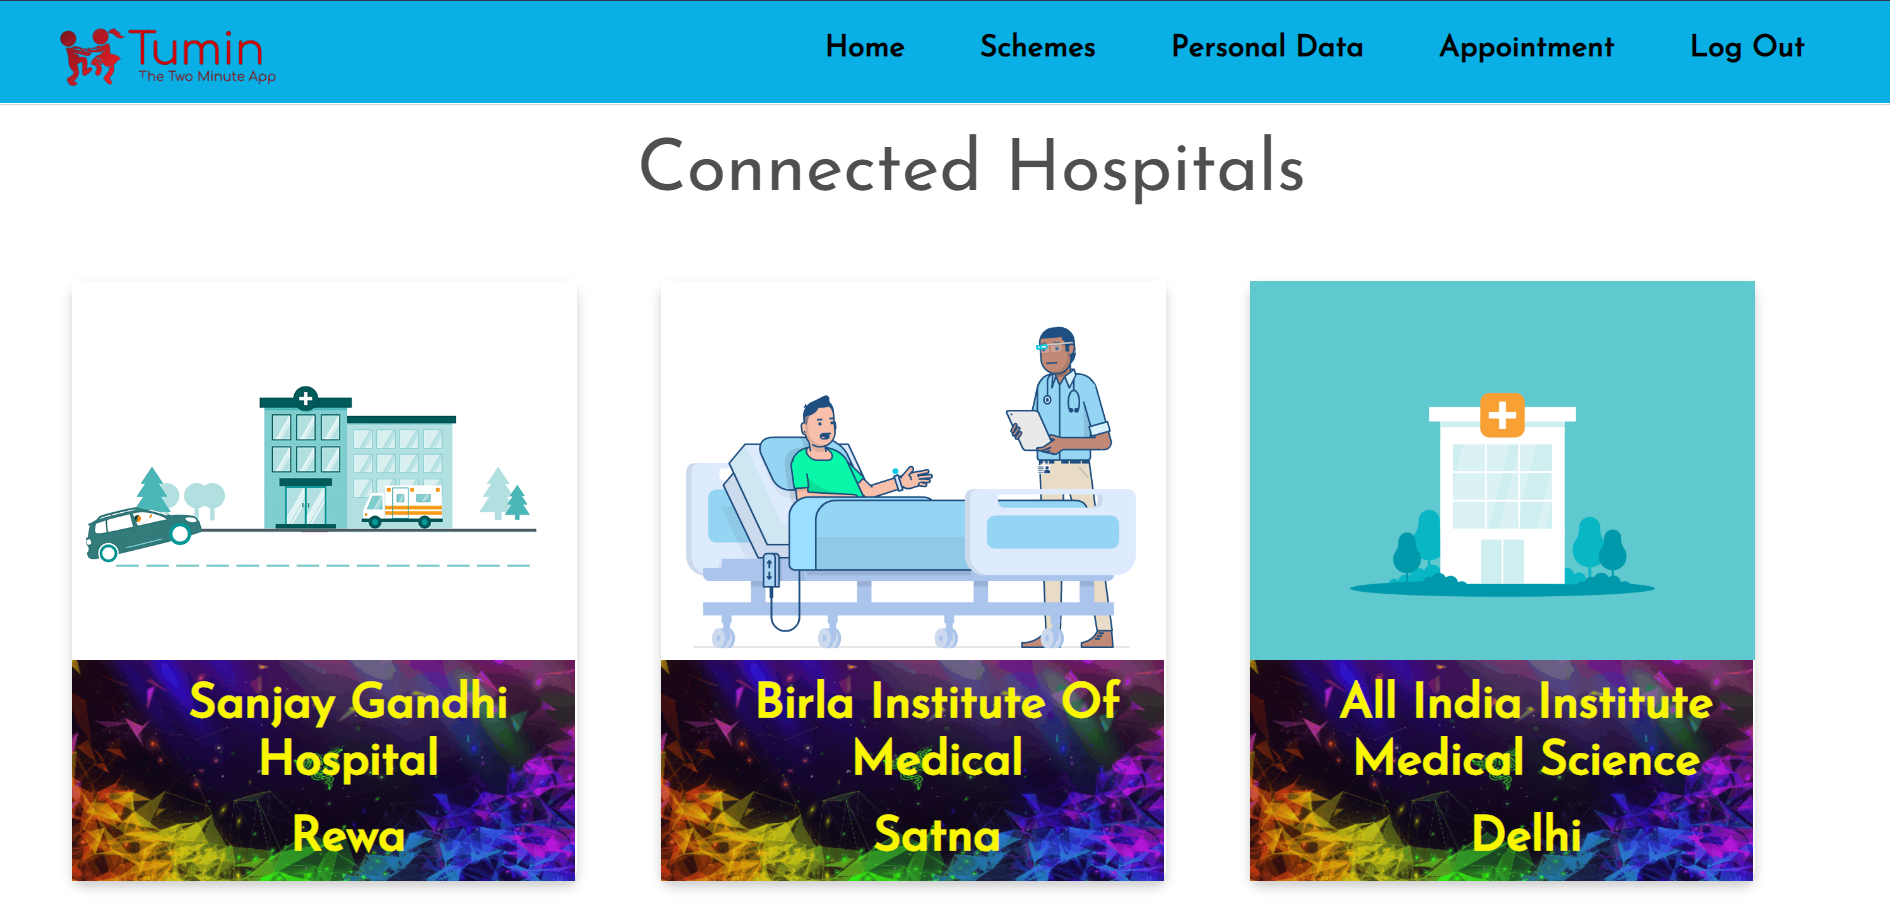 Tumin
The Two Minute App
Home Schemes Personal Data Appointment Log Out
Connected Hospitals
Sanjay Gandhi
Hospital
Rewa
Birla Institute Of
Medical
Satna
All India Institute
Medical Science
Delhi